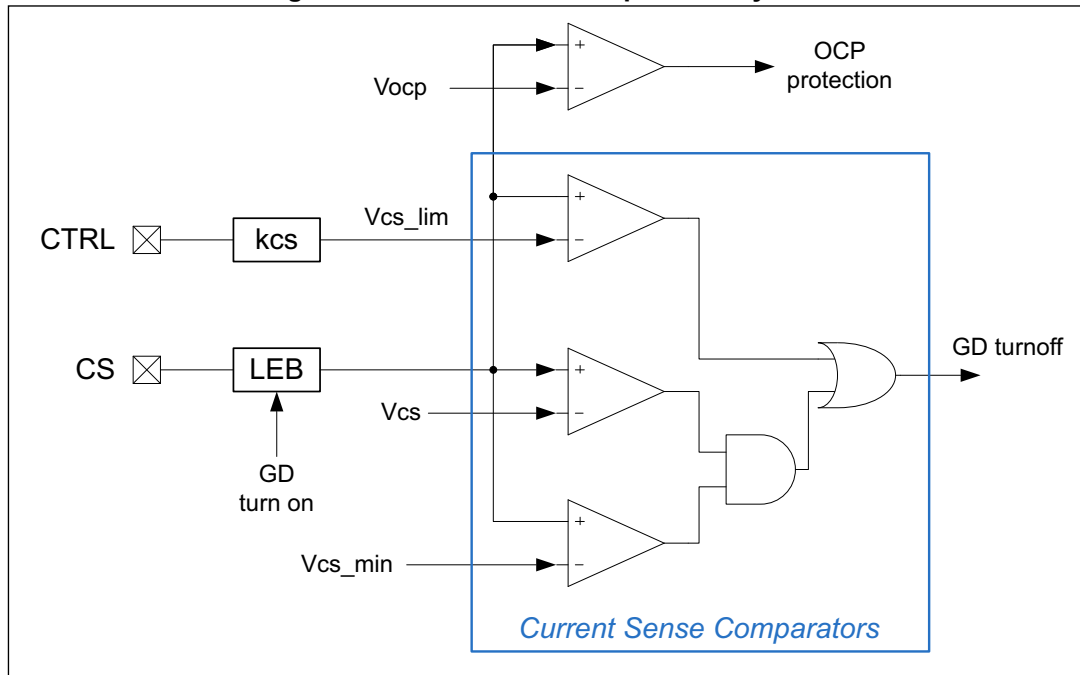 +
OCP
protection
Vocp
−
+
Vcs_lim
CTRL
kcs
−
CS
LEB
+
GD turnoff
Vcs
−
GD
turn on
+
Vcs_min
−
Current Sense Comparators